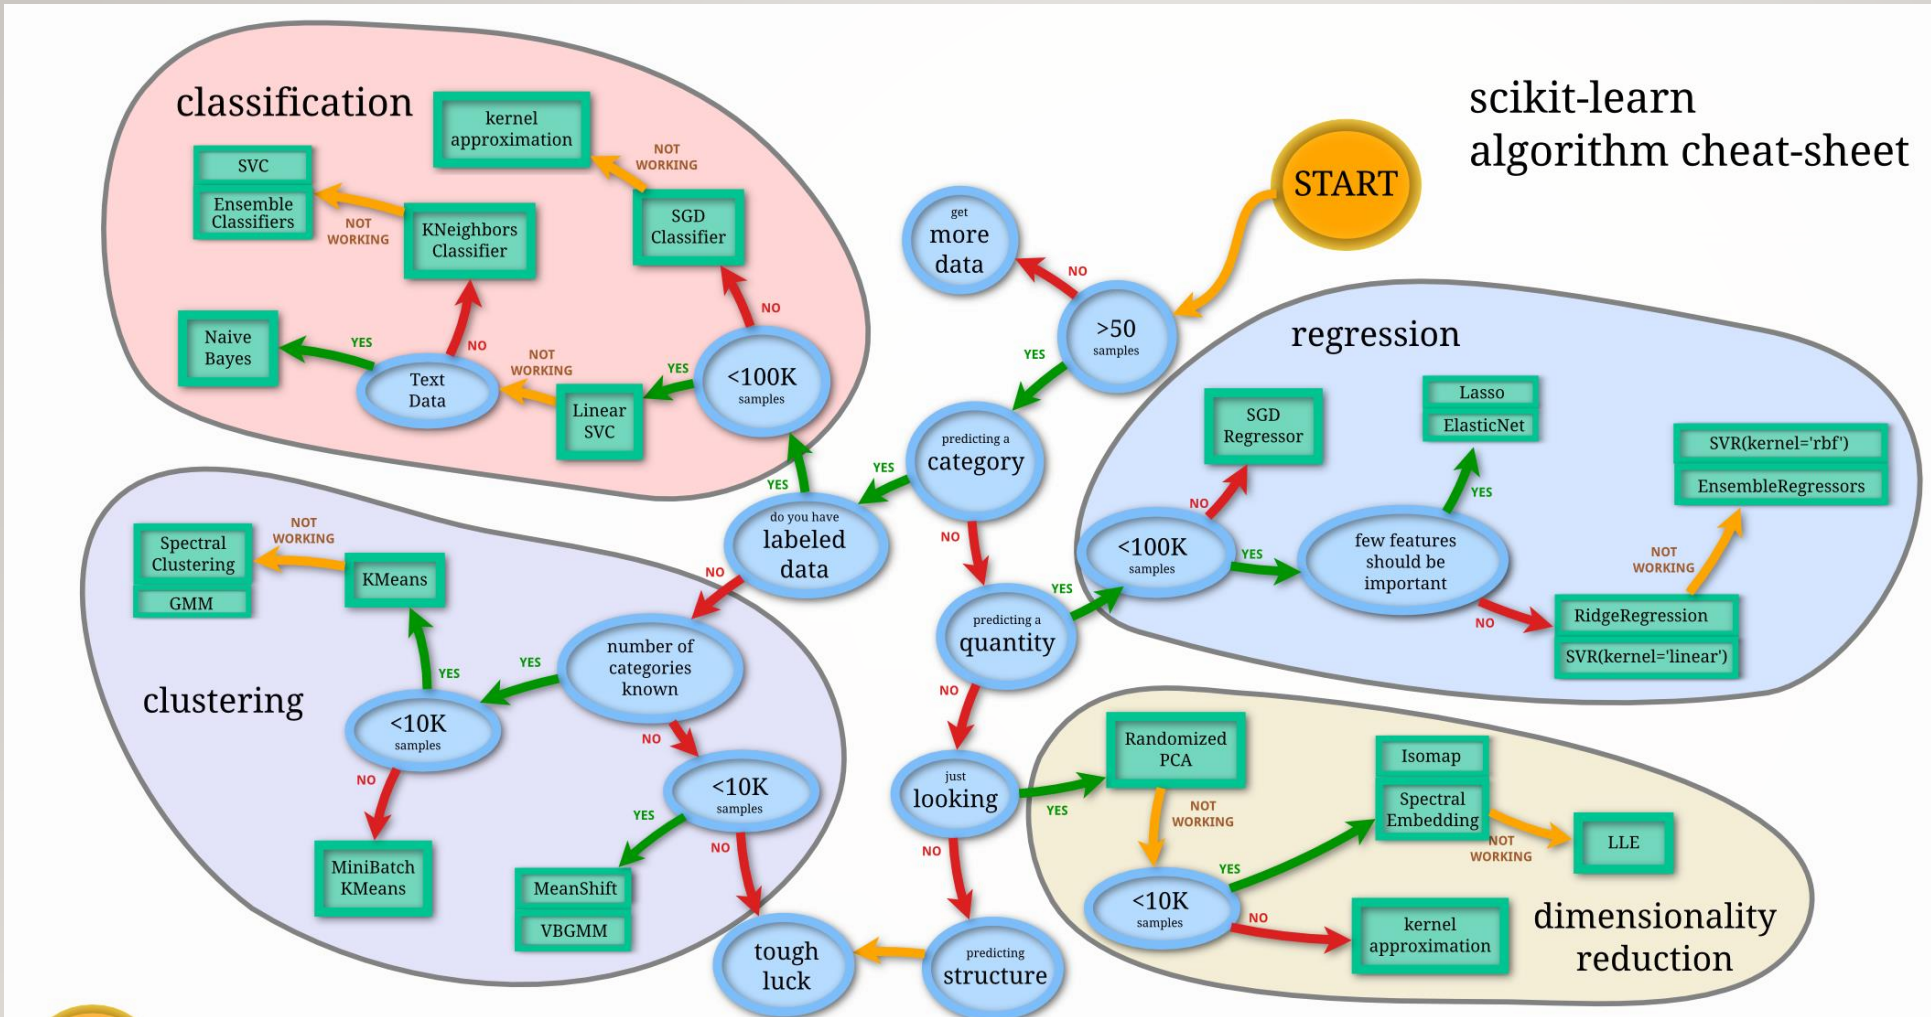 scikit-learn
algorithm cheat-sheet
START
get
more
data
NO
>50
samples
YES
predicting a
category
YES
NO
do you have
labeled
data
YES
NO
predicting a
quantity
YES
NO
just
looking
YES
NO
predicting
structure
tough
luck
classification
kernel
approximation
NOT
WORKING
SVC
Ensemble
Classifiers
NOT
WORKING
KNeighbors
Classifier
SGD
Classifier
NO
Naive
Bayes
YES
NO
Text
Data
NOT
WORKING
Linear
SVC
YES
<100K
samples
regression
SGD
Regressor
NO
Lasso
ElasticNet
YES
SVR(kernel='rbf')
EnsembleRegressors
<100K
samples
YES
few features
should be
important
NOT
WORKING
NO
RidgeRegression
SVR(kernel='linear')
clustering
Spectral
Clustering
GMM
NOT
WORKING
KMeans
YES
number of
categories
known
YES
NO
<10K
samples
NO
MiniBatch
KMeans
<10K
samples
YES
NO
MeanShift
VBGMM
dimensionality
reduction
Randomized
PCA
NOT
WORKING
Isomap
Spectral
Embedding
NOT
WORKING
LLE
YES
<10K
samples
NO
kernel
approximation